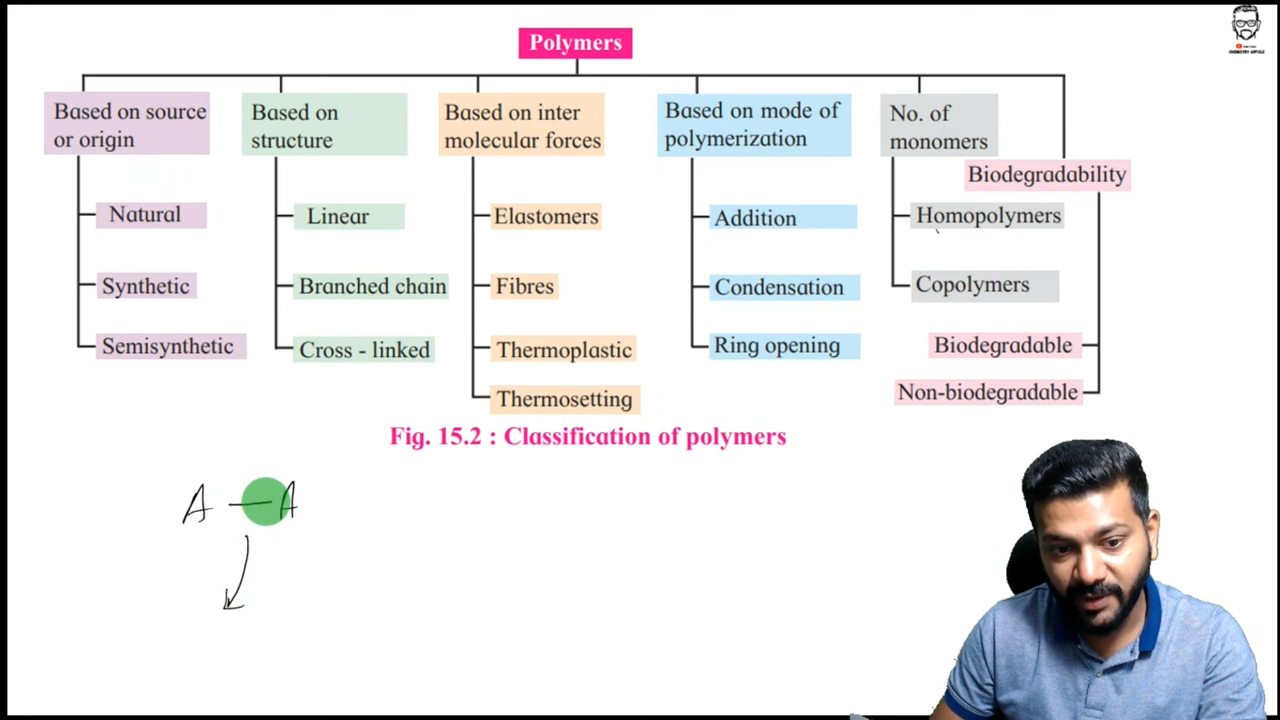 Polymers
Based on source
or origin
Natural
Synthetic
Semisynthetic
Based on
structure
Linear
Branched chain
Cross - linked
Based on inter
molecular forces
Elastomers
Fibres
Thermoplastic
Thermosetting
Based on mode of
polymerization
Addition
Condensation
Ring opening
No. of
monomers
Homopolymers
Copolymers
Biodegradability
Biodegradable
Non-biodegradable
Fig. 15.2 : Classification of polymers
A — A